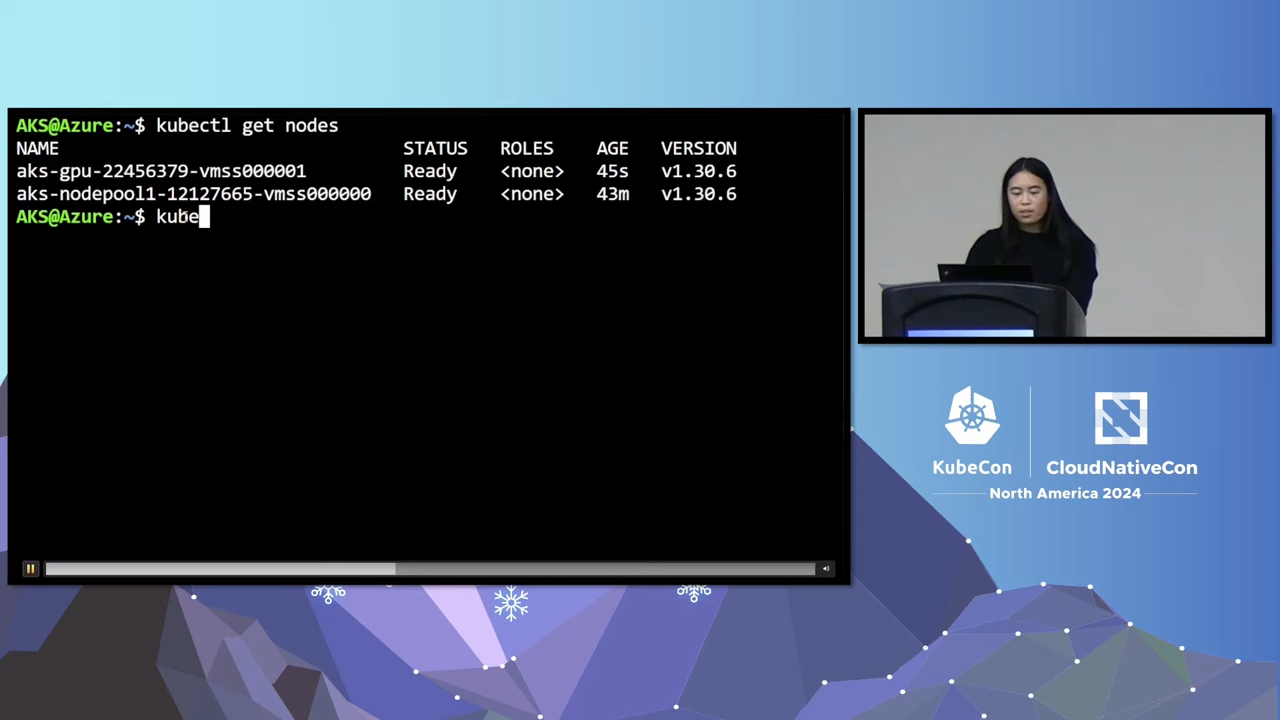 AKS@Azure:~$ kubectl get nodes
NAME STATUS ROLES AGE VERSION
aks-gpu-22456379-vmss000001 Ready <none> 45s v1.30.6
aks-nodepool1-12127665-vmss000000 Ready <none> 43m v1.30.6
AKS@Azure:~$ kube
KubeCon CloudNativeCon
North America 2024